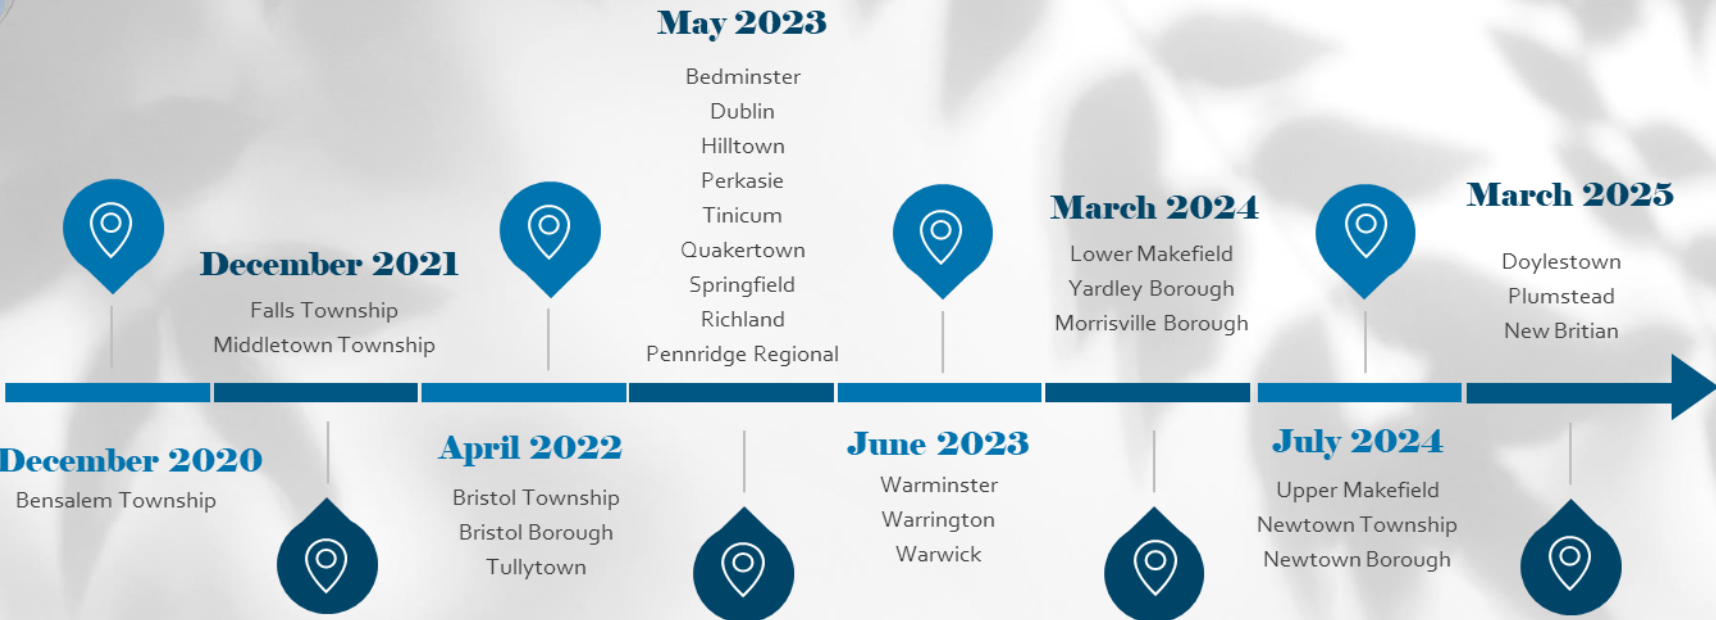 December 2020
Bensalem Township
December 2021
Falls Township
Middletown Township
April 2022
Bristol Township
Bristol Borough
Tullytown
May 2023
Bedminster
Dublin
Hilltown
Perkasie
Tinicum
Quakertown
Springfield
Richland
Pennridge Regional
June 2023
Warminster
Warrington
Warwick
March 2024
Lower Makefield
Yardley Borough
Morrisville Borough
July 2024
Upper Makefield
Newtown Township
Newtown Borough
March 2025
Doylestown
Plumstead
New Britian